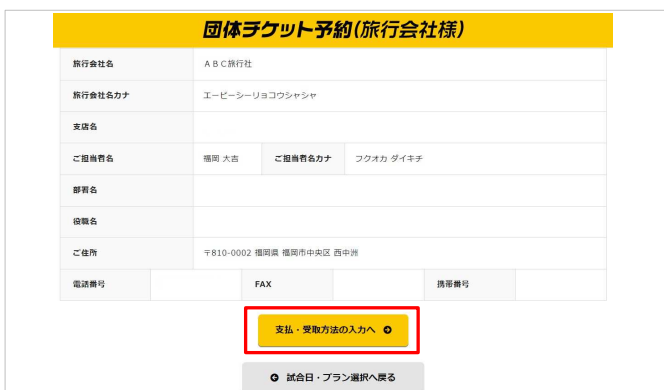 団体チケット予約(旅行会社様)
旅行会社名 ＡＢＣ旅行社
旅行会社名カナ エービーシーリョコウシャシャ
支店名
ご担当者名 福岡 大吉 ご担当者名カナ フクオカ ダイキチ
部署名
役職名
ご住所 〒810-0002 福岡県 福岡市中央区 西中洲
電話番号 FAX 携帯番号
支払・受取方法の入力へ
試合日・プラン選択へ戻る